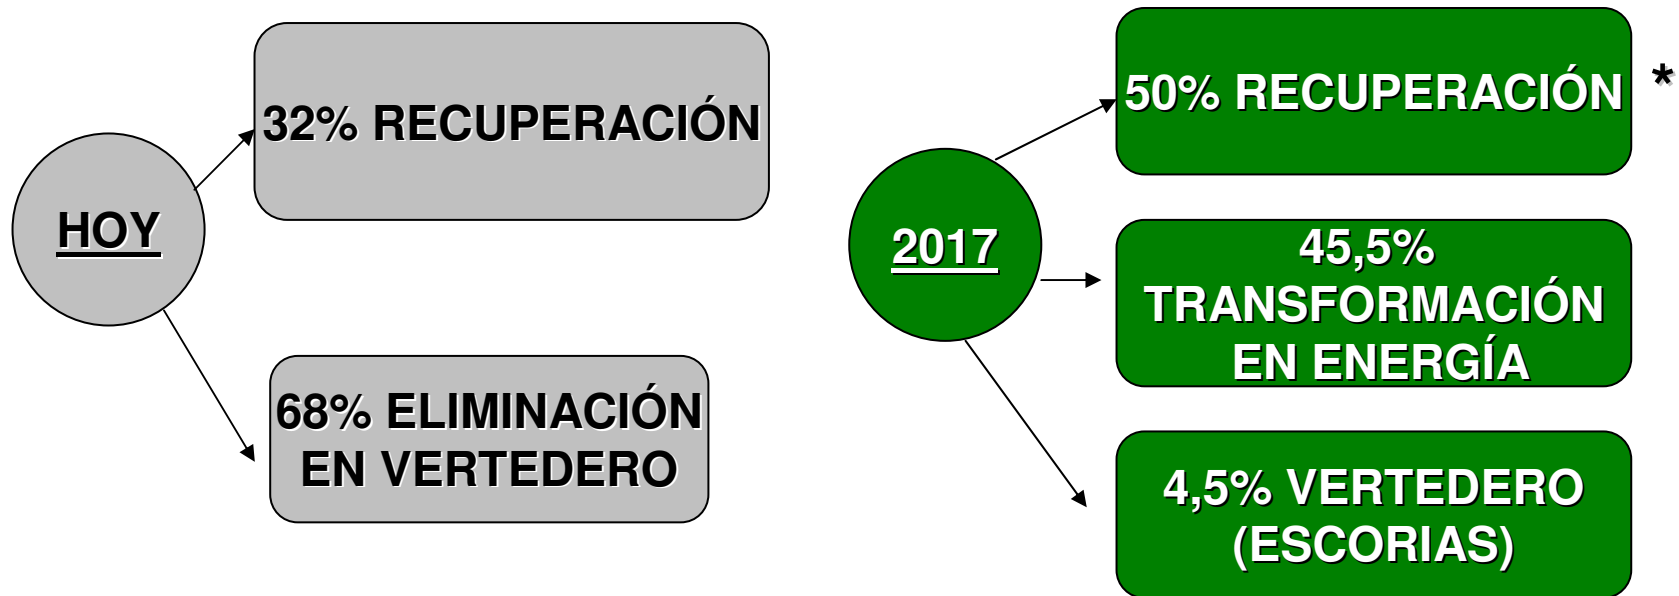 HOY
32% RECUPERACIÓN
68% ELIMINACIÓN
EN VERTEDERO
2017
50% RECUPERACIÓN *
45,5%
TRANSFORMACIÓN
EN ENERGÍA
4,5% VERTEDERO
(ESCORIAS)